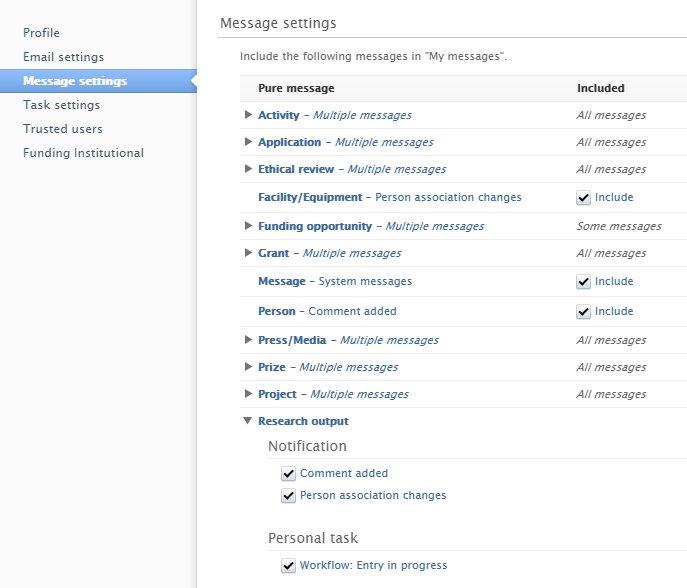 Profile
Email settings
Message settings
Task settings
Trusted users
Funding Institutional
Message settings
Include the following messages in "My messages".
Pure message Included
Activity – Multiple messages All messages
Application – Multiple messages All messages
Ethical review – Multiple messages All messages
Facility/Equipment – Person association changes Include
Funding opportunity – Multiple messages Some messages
Grant – Multiple messages All messages
Message – System messages Include
Person – Comment added Include
Press/Media – Multiple messages All messages
Prize – Multiple messages All messages
Project – Multiple messages All messages
Research output
Notification
Comment added
Person association changes
Personal task
Workflow: Entry in progress